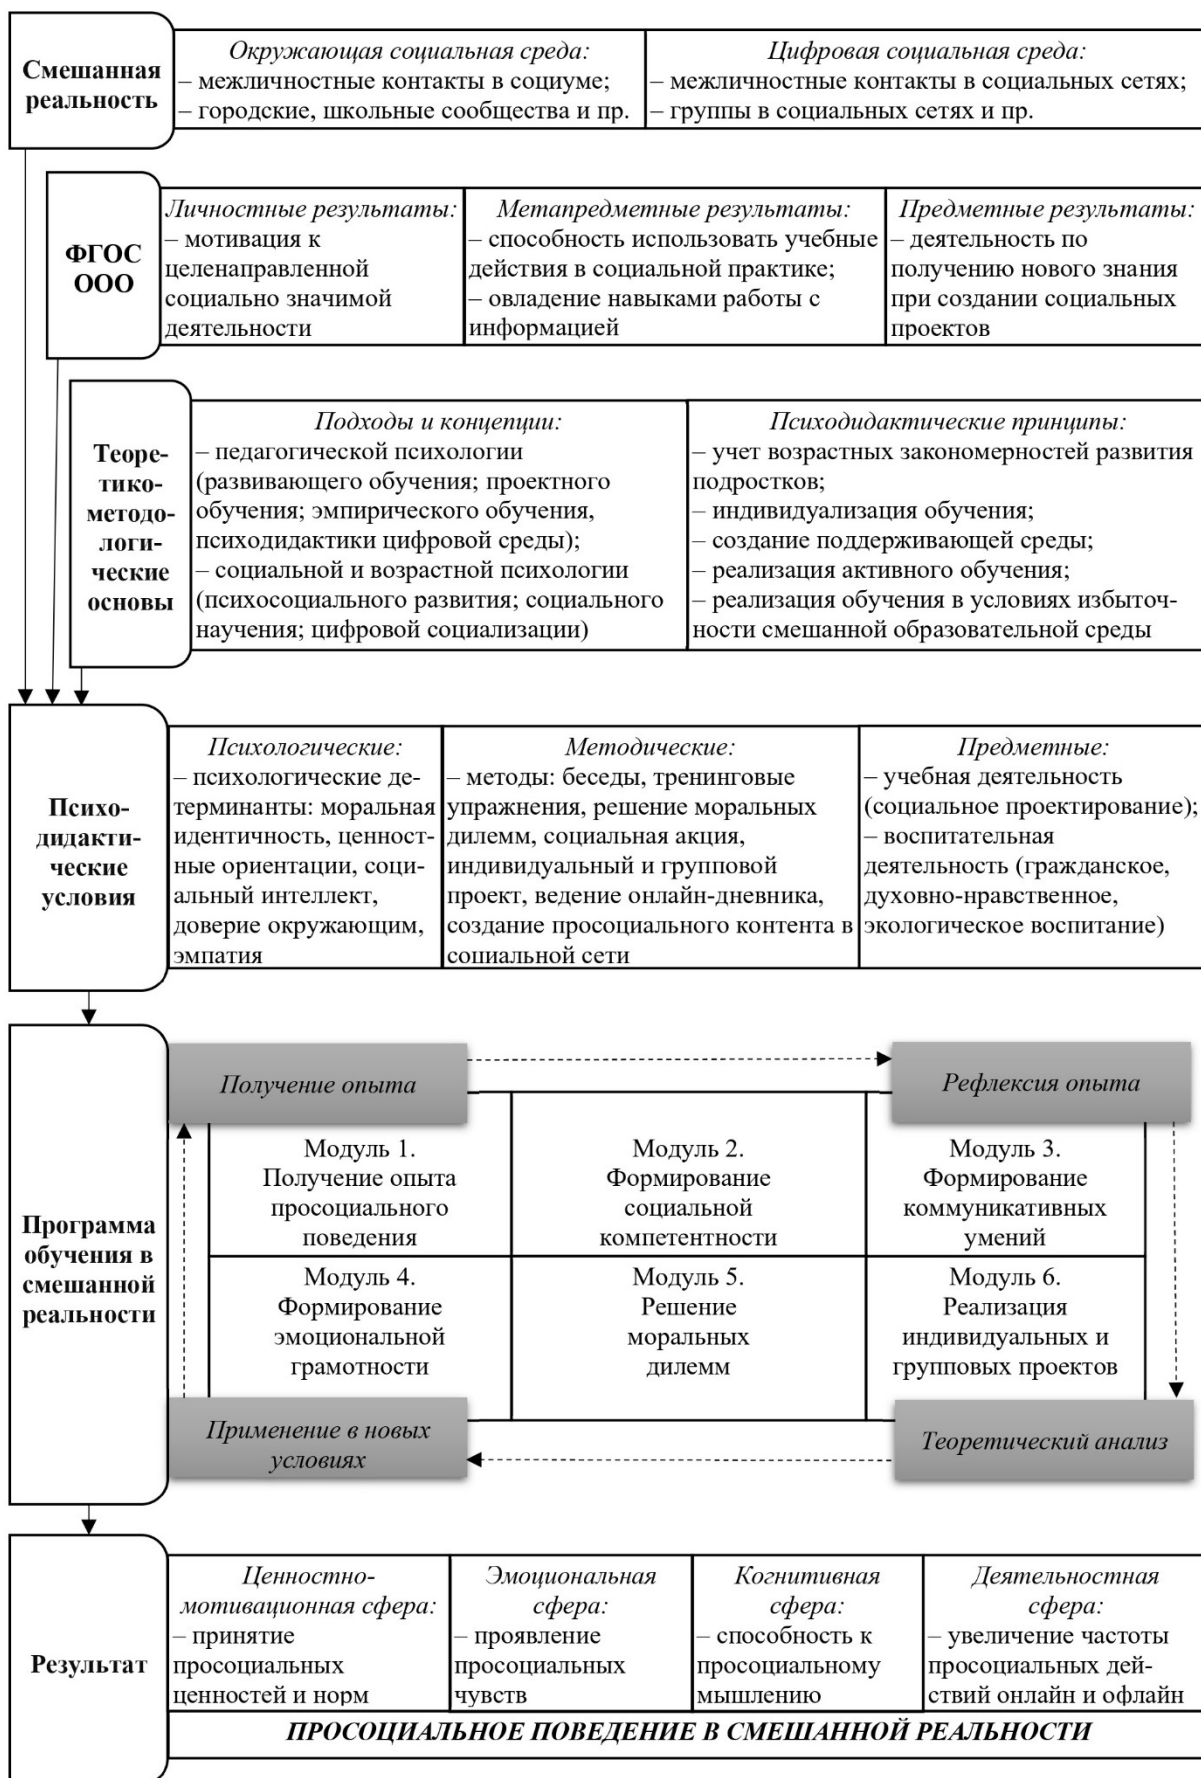 Смешанная
реальность
Окружающая социальная среда:
– межличностные контакты в социуме;
– городские, школьные сообщества и пр.
Цифровая социальная среда:
– межличностные контакты в социальных сетях;
– группы в социальных сетях и пр.
ФГОС
ООО
Личностные результаты:
– мотивация к
целенаправленной
социально значимой
деятельности
Метапредметные результаты:
– способность использовать учебные
действия в социальной практике;
– овладение навыками работы с
информацией
Предметные результаты:
– деятельность по
получению нового знания
при создании социальных
проектов
Теоре-
тико-
методо-
логи-
ческие
основы
Подходы и концепции:
– педагогической психологии
(развивающего обучения; проектного
обучения; эмпирического обучения,
психодидактики цифровой среды);
– социальной и возрастной психологии
(психосоциального развития; социального
научения; цифровой социализации)
Психодидактические принципы:
– учет возрастных закономерностей развития
подростков;
– индивидуализация обучения;
– создание поддерживающей среды;
– реализация активного обучения;
– реализация обучения в условиях избыточ-
ности смешанной образовательной среды
Психо-
дидакти-
ческие
условия
Психологические:
– психологические де-
терминанты: моральная
идентичность, ценност-
ные ориентации, соци-
альный интеллект,
доверие окружающим,
эмпатия
Методические:
– методы: беседы, тренинговые
упражнения, решение моральных
дилемм, социальная акция,
индивидуальный и групповой
проект, ведение онлайн-дневника,
создание просоциального контента в
социальной сети
Предметные:
– учебная деятельность
(социальное проектирование);
– воспитательная
деятельность (гражданское,
духовно-нравственное,
экологическое воспитание)
Программа
обучения в
смешанной
реальности
Получение опыта
Рефлексия опыта
Модуль 1.
Получение опыта
просоциального
поведения
Модуль 2.
Формирование
социальной
компетентности
Модуль 3.
Формирование
коммуникативных
умений
Модуль 4.
Формирование
эмоциональной
грамотности
Модуль 5.
Решение
моральных
дилемм
Модуль 6.
Реализация
индивидуальных и
групповых проектов
Применение в новых
условиях
Теоретический анализ
Результат
Ценностно-
мотивационная сфера:
– принятие
просоциальных
ценностей и норм
Эмоциональная
сфера:
– проявление
просоциальных
чувств
Когнитивная
сфера:
– способность к
просоциальному
мышлению
Деятельностная
сфера:
– увеличение частоты
просоциальных дей-
ствий онлайн и офлайн
ПРОСОЦИАЛЬНОЕ ПОВЕДЕНИЕ В СМЕШАННОЙ РЕАЛЬНОСТИ